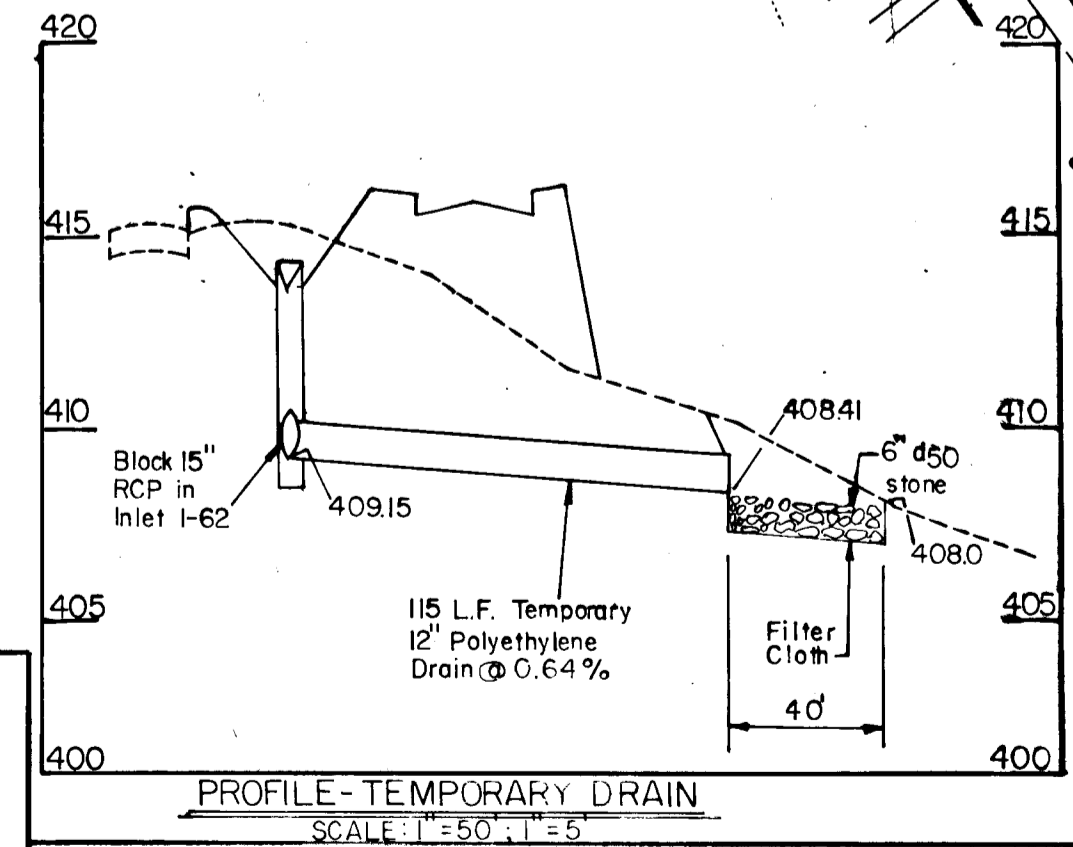 420
420
415
415
410
410
408.41
6" d50
stone
Block 15"
RCP in
Inlet I-62
409.15
408.0
405
405
115 L.F. Temporary
12" Polyethylene
Drain @ 0.64%
Filter
Cloth
40'
400
400
PROFILE-TEMPORARY DRAIN
SCALE: 1"=50'; 1"=5'